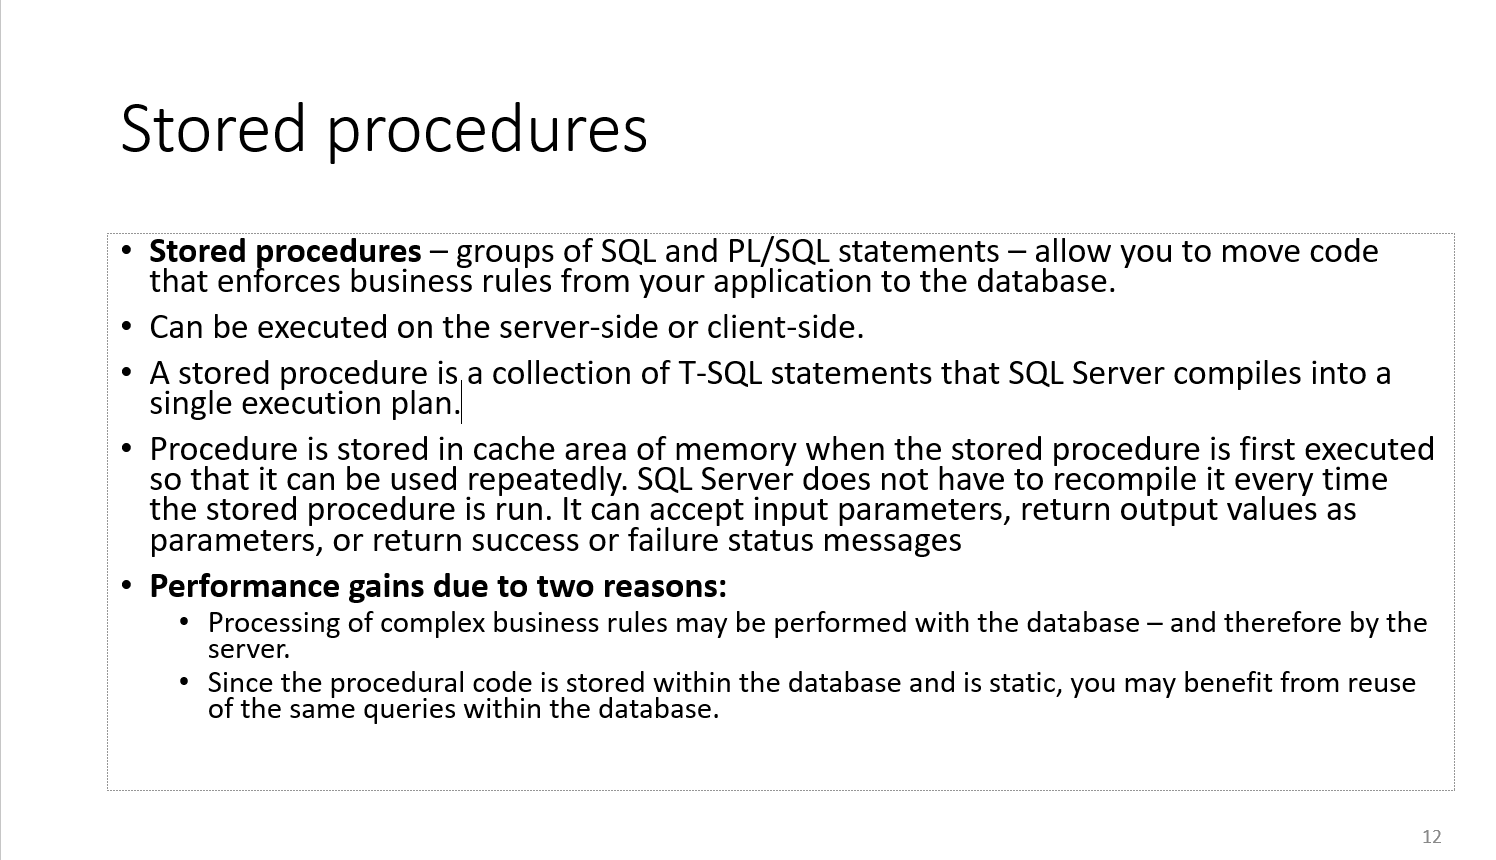 Stored procedures
• Stored procedures – groups of SQL and PL/SQL statements – allow you to move code
that enforces business rules from your application to the database.
• Can be executed on the server-side or client-side.
• A stored procedure is a collection of T-SQL statements that SQL Server compiles into a
single execution plan.
• Procedure is stored in cache area of memory when the stored procedure is first executed
so that it can be used repeatedly. SQL Server does not have to recompile it every time
the stored procedure is run. It can accept input parameters, return output values as
parameters, or return success or failure status messages
• Performance gains due to two reasons:
• Processing of complex business rules may be performed with the database – and therefore by the
server.
• Since the procedural code is stored within the database and is static, you may benefit from reuse
of the same queries within the database.
12